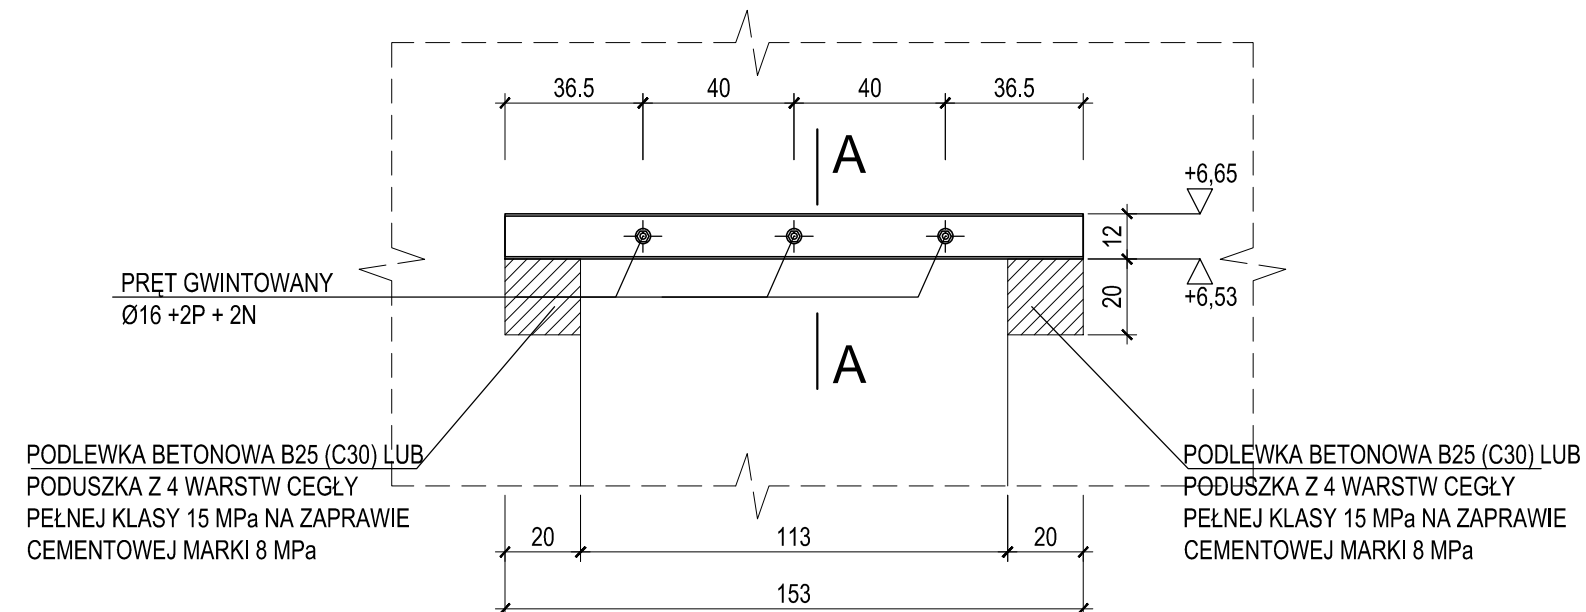 36.5 40 40 36.5
A
+6,65
12
PRĘT GWINTOWANY
Ø16 +2P + 2N
20
+6,53
A
PODLEWKA BETONOWA B25 (C30) LUB
PODUSZKA Z 4 WARSTW CEGŁY
PEŁNEJ KLASY 15 MPa NA ZAPRAWIE
CEMENTOWEJ MARKI 8 MPa
PODLEWKA BETONOWA B25 (C30) LUB
PODUSZKA Z 4 WARSTW CEGŁY
PEŁNEJ KLASY 15 MPa NA ZAPRAWIE
CEMENTOWEJ MARKI 8 MPa
20 113 20
153